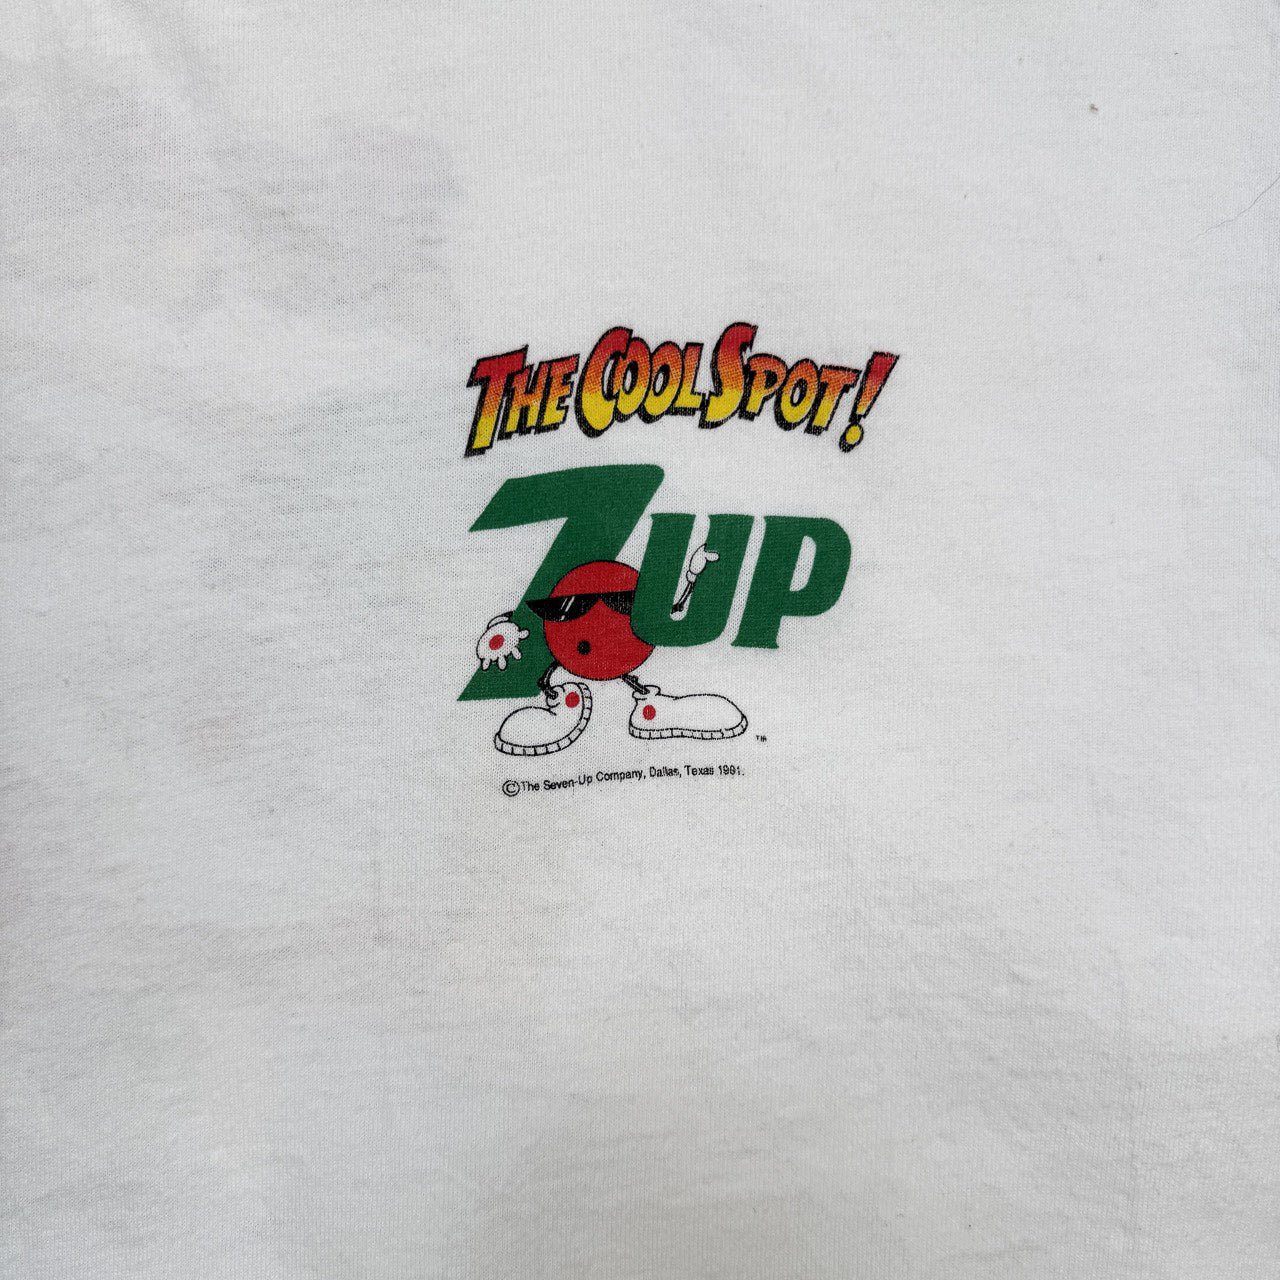 THE COOL SPOT!
7UP
TM
©The Seven-Up Company, Dallas, Texas 1991.